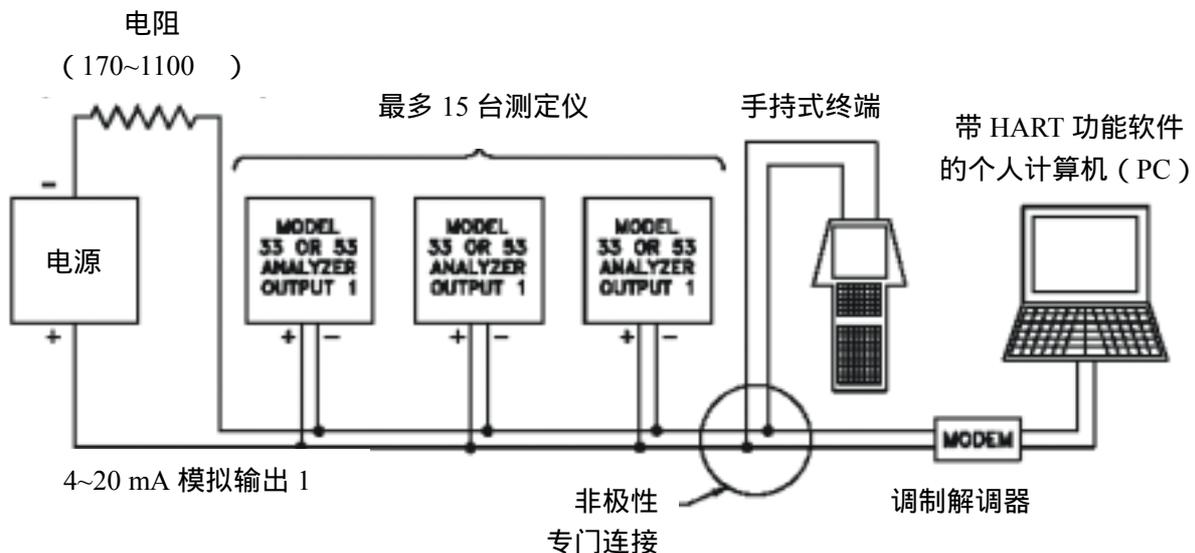 电阻
（170~1100    ）
最多 15 台测定仪
手持式终端
带 HART 功能软件
的个人计算机（PC）
-
电源
+
MODEL
33 OR 53
ANALYZER
OUTPUT 1
+ -
MODEL
33 OR 53
ANALYZER
OUTPUT 1
+ -
MODEL
33 OR 53
ANALYZER
OUTPUT 1
+ -
MODEM
4~20 mA 模拟输出 1
非极性
专门连接
调制解调器